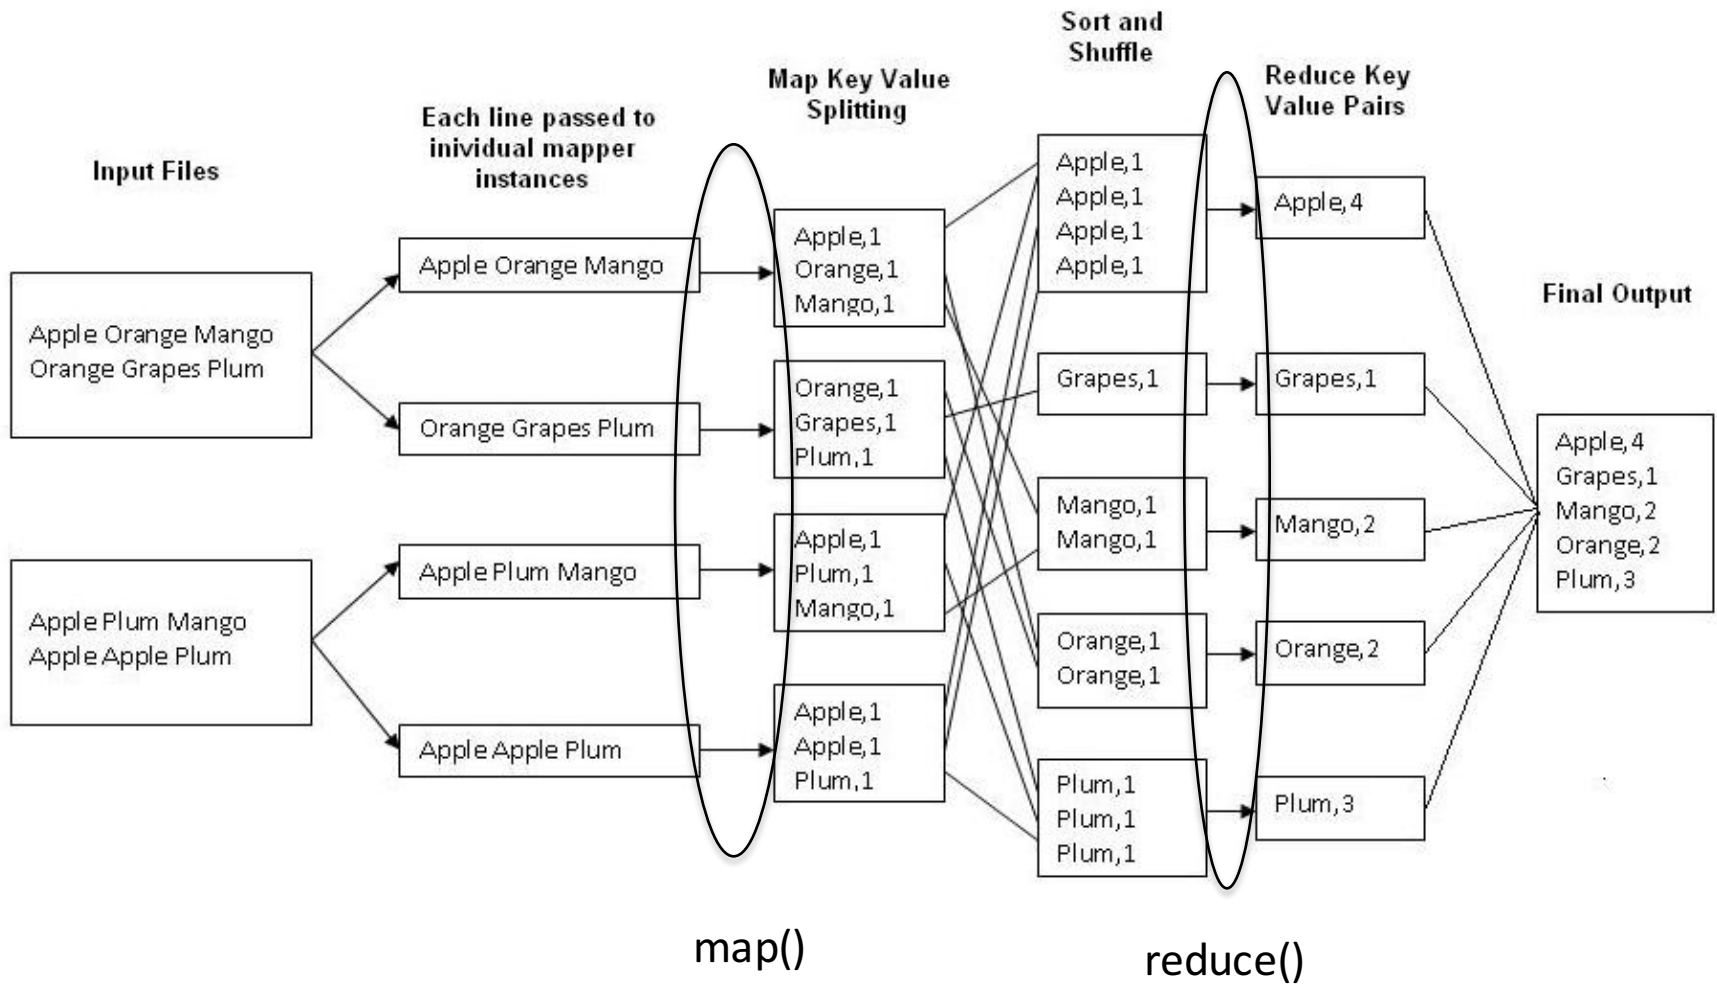 Input Files
Apple Orange Mango
Orange Grapes Plum
Apple Plum Mango
Apple Apple Plum
Each line passed to
inividual mapper
instances
Apple Orange Mango
Orange Grapes Plum
Apple Plum Mango
Apple Apple Plum
Map Key Value
Splitting
Apple,1
Orange,1
Mango,1
Orange,1
Grapes,1
Plum,1
Apple,1
Plum,1
Mango,1
Apple,1
Apple,1
Plum,1
Sort and
Shuffle
Apple,1
Apple,1
Apple,1
Apple,1
Grapes,1
Mango,1
Mango,1
Orange,1
Orange,1
Plum,1
Plum,1
Plum,1
Reduce Key
Value Pairs
Apple,4
Grapes,1
Mango,2
Orange,2
Plum,3
Final Output
Apple,4
Grapes,1
Mango,2
Orange,2
Plum,3
map()
reduce()